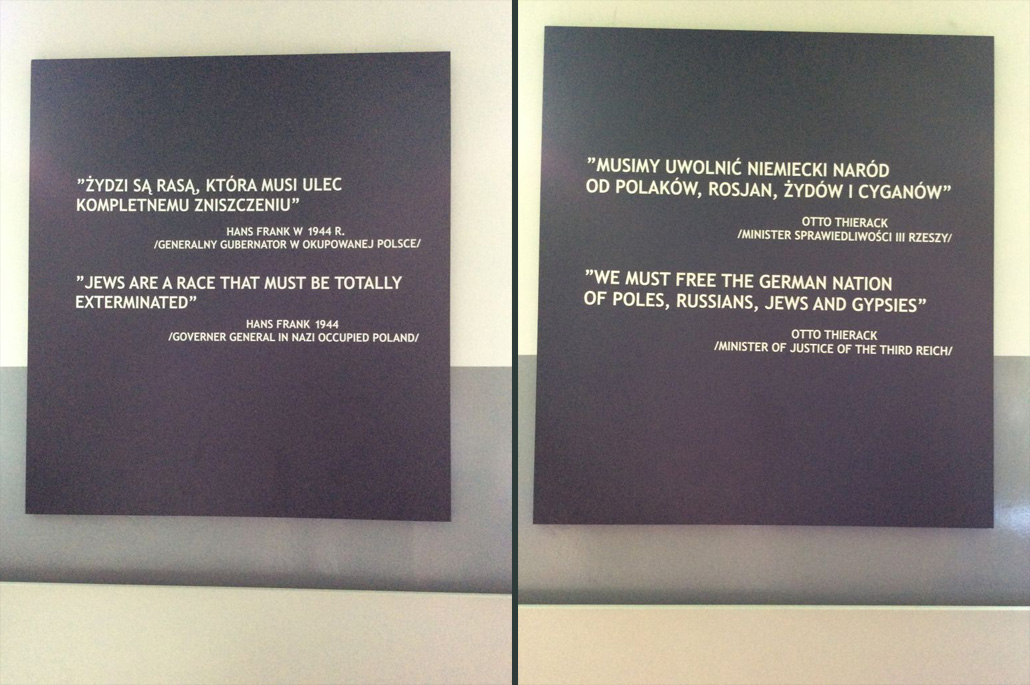 ”ŻYDZI SĄ RASĄ, KTÓRA MUSI ULEC
KOMPLETNEMU ZNISZCZENIU”
HANS FRANK W 1944 R.
/GENERALNY GUBERNATOR W OKUPOWANEJ POLSCE/
”JEWS ARE A RACE THAT MUST BE TOTALLY
EXTERMINATED”
HANS FRANK 1944
/GOVERNER GENERAL IN NAZI OCCUPIED POLAND/
”MUSIMY UWOLNIĆ NIEMIECKI NARÓD
OD POLAKÓW, ROSJAN, ŻYDÓW I CYGANÓW”
OTTO THIERACK
/MINISTER SPRAWIEDLIWOŚCI III RZESZY/
”WE MUST FREE THE GERMAN NATION
OF POLES, RUSSIANS, JEWS AND GYPSIES”
OTTO THIERACK
/MINISTER OF JUSTICE OF THE THIRD REICH/